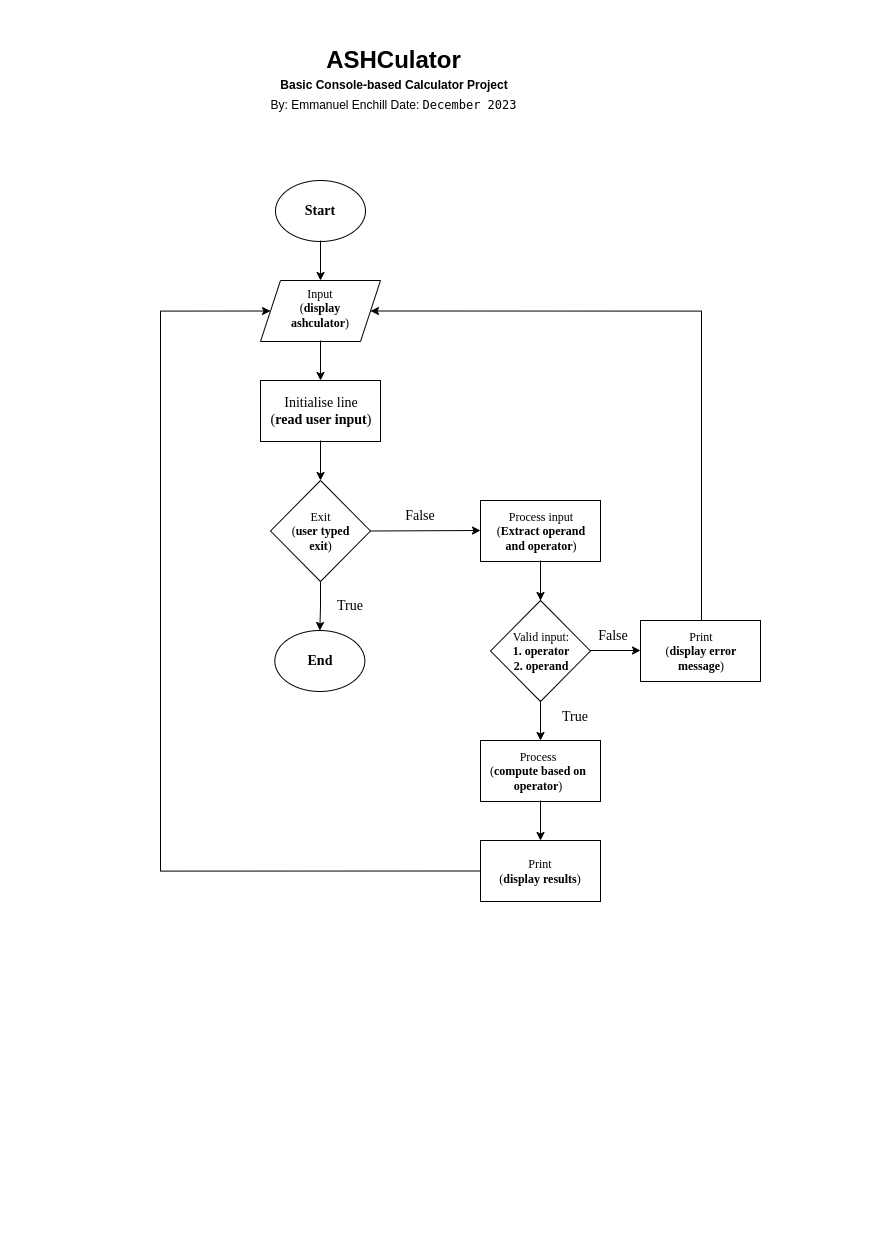 ASHCulator
Basic Console-based Calculator Project
By: Emmanuel Enchill Date: December 2023
Start
Input
(display
ashculator)
Initialise line
(read user input)
Exit
(user typed
exit)
False
True
End
Process input
(Extract operand
and operator)
Valid input:
1. operator
2. operand
False
Print
(display error
message)
True
Process
(compute based on
operator)
Print
(display results)